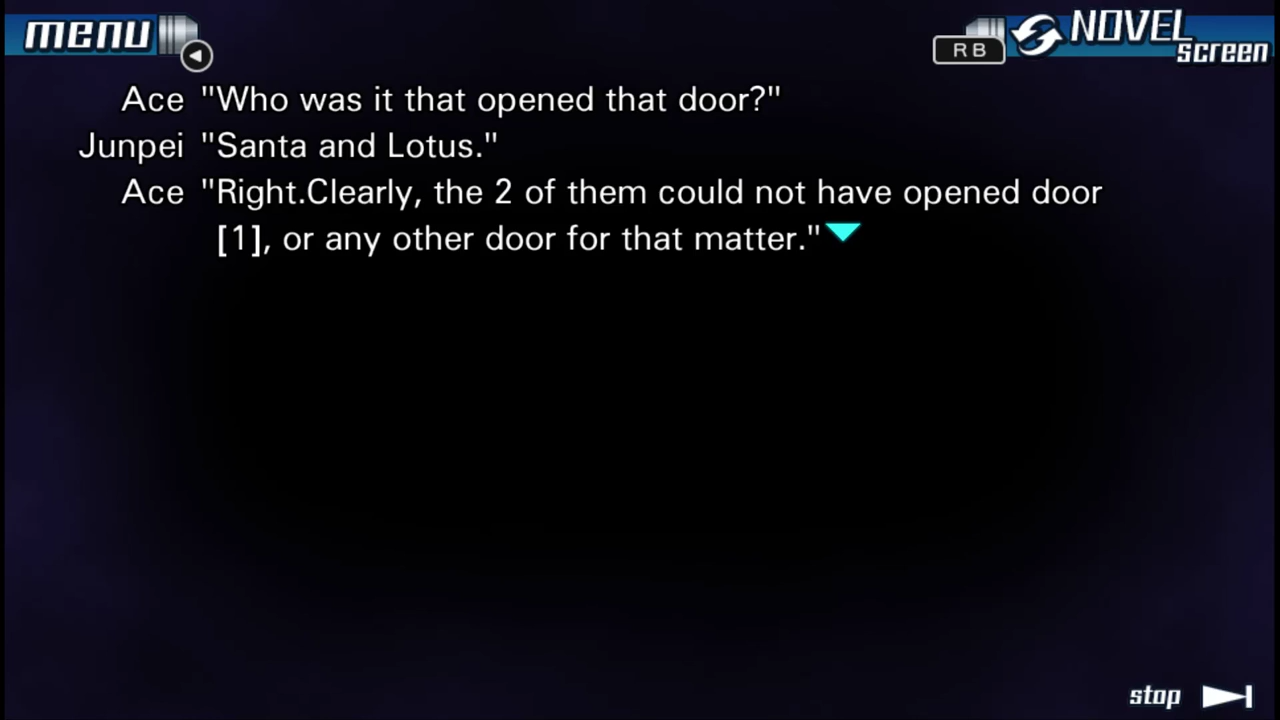 menu
RB NOVEL screen
Ace "Who was it that opened that door?"
Junpei "Santa and Lotus."
Ace "Right.Clearly, the 2 of them could not have opened door
[1], or any other door for that matter."
stop